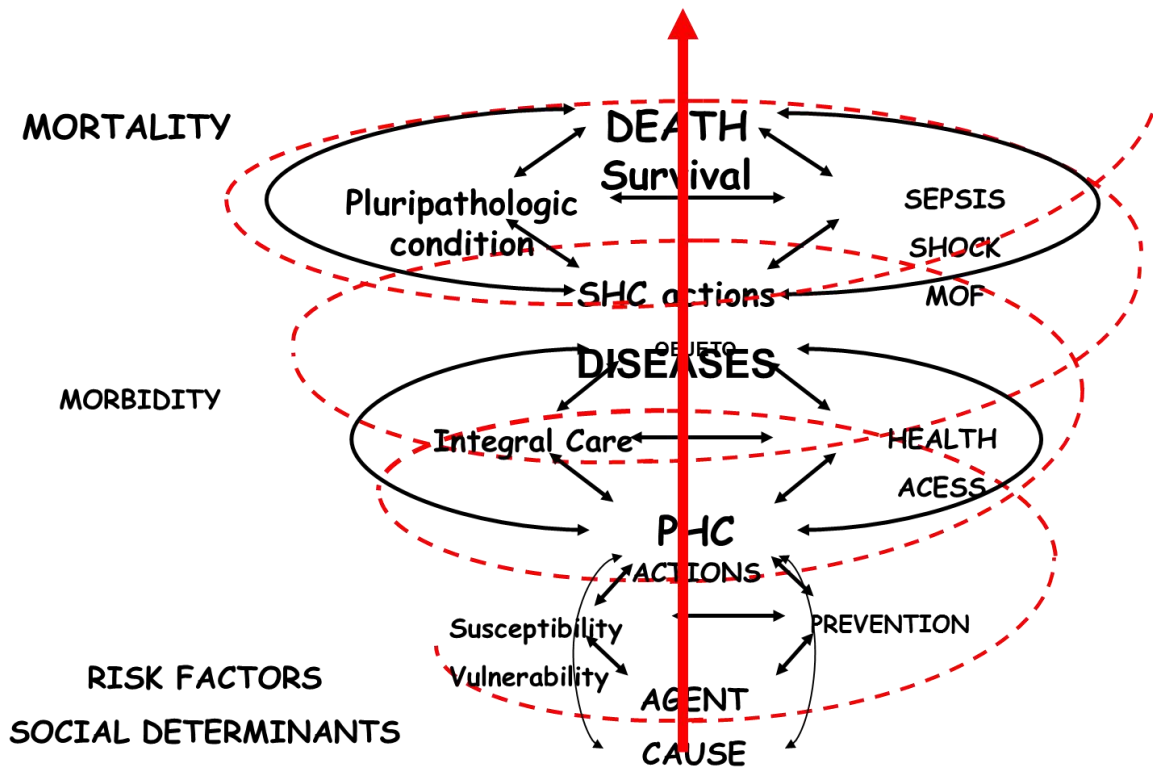 MORTALITY
DEATH
Survival
Pluripathologic
condition
SEPSIS
SHOCK
MOF
SHC actions
OBJETO
DISEASES
MORBIDITY
Integral Care
HEALTH
ACESS
PHC
ACTIONS
Susceptibility
Vulnerability
PREVENTION
RISK FACTORS
SOCIAL DETERMINANTS
AGENT
CAUSE